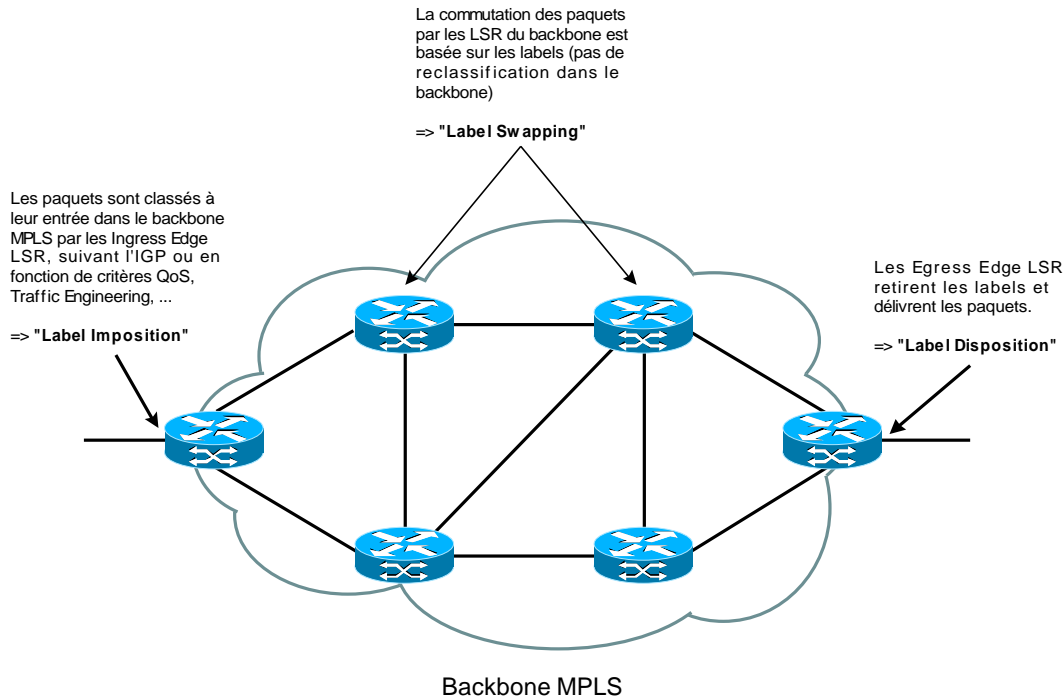 La commutation des paquets
par les LSR du backbone est
basée sur les labels (pas de
reclassification dans le
backbone)
=> "Label Swapping"
Les paquets sont classés à
leur entrée dans le backbone
MPLS par les Ingress Edge
LSR, suivant l'IGP ou en
fonction de critères QoS,
Traffic Engineering, ...
=> "Label Imposition"
Les Egress Edge LSR
retirent les labels et
délivrent les paquets.
=> "Label Disposition"
Backbone MPLS